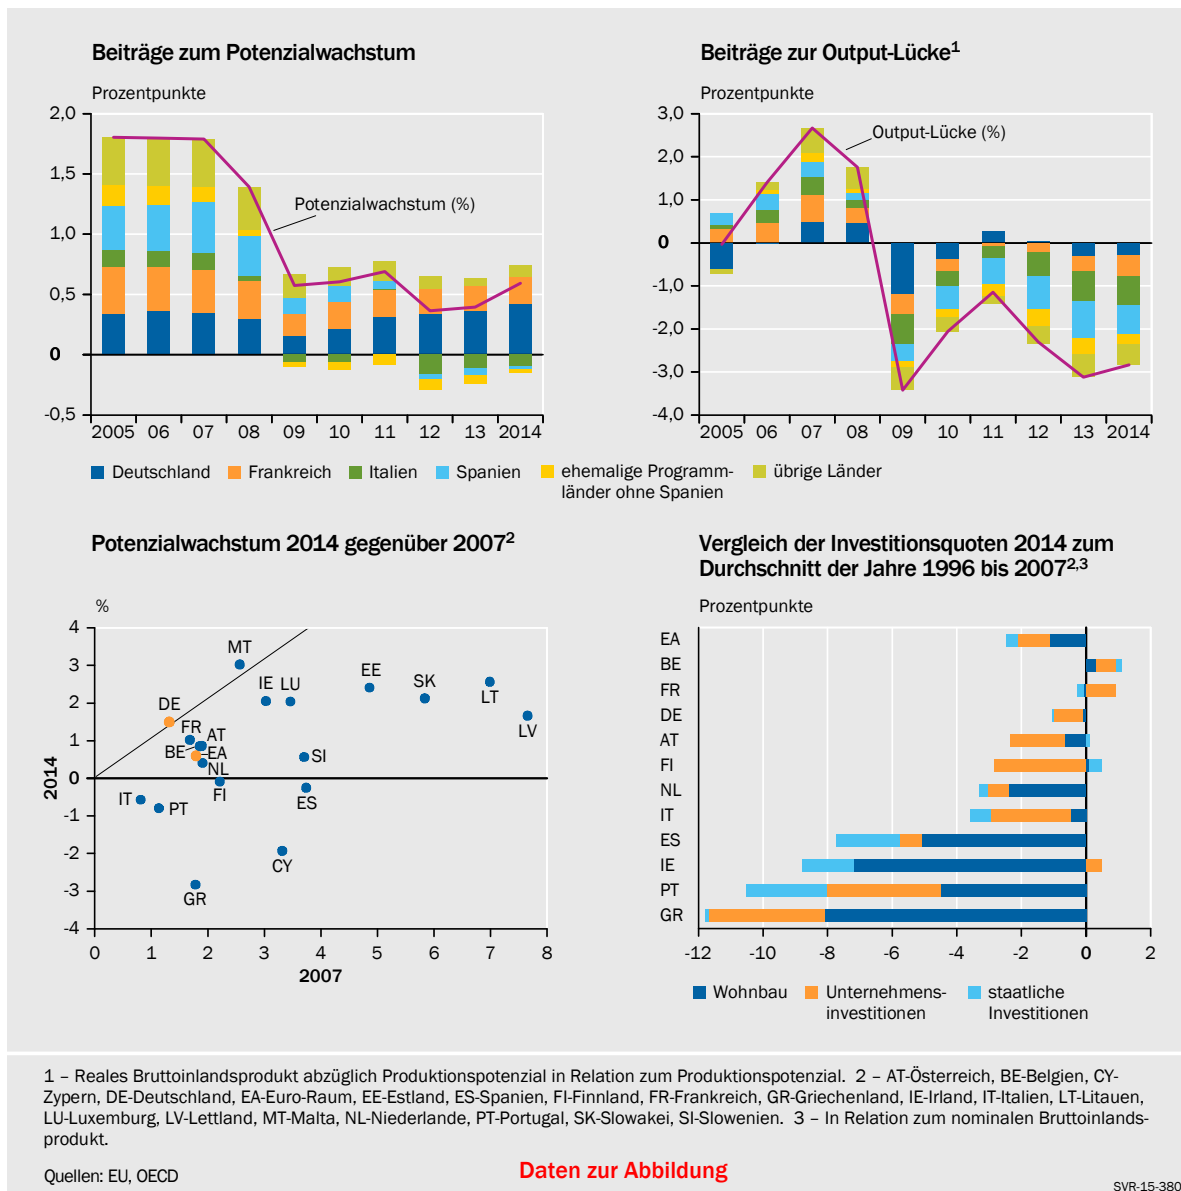 Beiträge zum Potenzialwachstum
Prozentpunkte
2,0
1,5
1,0
0,5
0
-0,5
Potenzialwachstum (%)
2005 06 07 08 09 10 11 12 13 2014
Beiträge zur Output-Lücke1
Prozentpunkte
3,0
2,0
1,0
0
-1,0
-2,0
-3,0
-4,0
Output-Lücke (%)
2005 06 07 08 09 10 11 12 13 2014
Deutschland Frankreich Italien Spanien ehemalige Programm- übrige Länder
länder ohne Spanien
Potenzialwachstum 2014 gegenüber 20072
%
4
3
2
1
0
-1
-2
-3
-4
2014
MT
IE LU
EE
SK
LT
LV
DE
FR
AT
BE
EA
NL
SI
FI
ES
IT
PT
CY
GR
0 1 2 3 4 5 6 7 8
2007
Vergleich der Investitionsquoten 2014 zum
Durchschnitt der Jahre 1996 bis 20072,3
Prozentpunkte
EA
BE
FR
DE
AT
FI
NL
IT
ES
IE
PT
GR
-12 -10 -8 -6 -4 -2 0 2
Wohnbau Unternehmens- staatliche
investitionen Investitionen
1 – Reales Bruttoinlandsprodukt abzüglich Produktionspotenzial in Relation zum Produktionspotenzial. 2 – AT-Österreich, BE-Belgien, CY-
Zypern, DE-Deutschland, EA-Euro-Raum, EE-Estland, ES-Spanien, FI-Finnland, FR-Frankreich, GR-Griechenland, IE-Irland, IT-Italien, LT-Litauen,
LU-Luxemburg, LV-Lettland, MT-Malta, NL-Niederlande, PT-Portugal, SK-Slowakei, SI-Slowenien. 3 – In Relation zum nominalen Bruttoinlands-
produkt.
Quellen: EU, OECD
Daten zur Abbildung
SVR-15-380